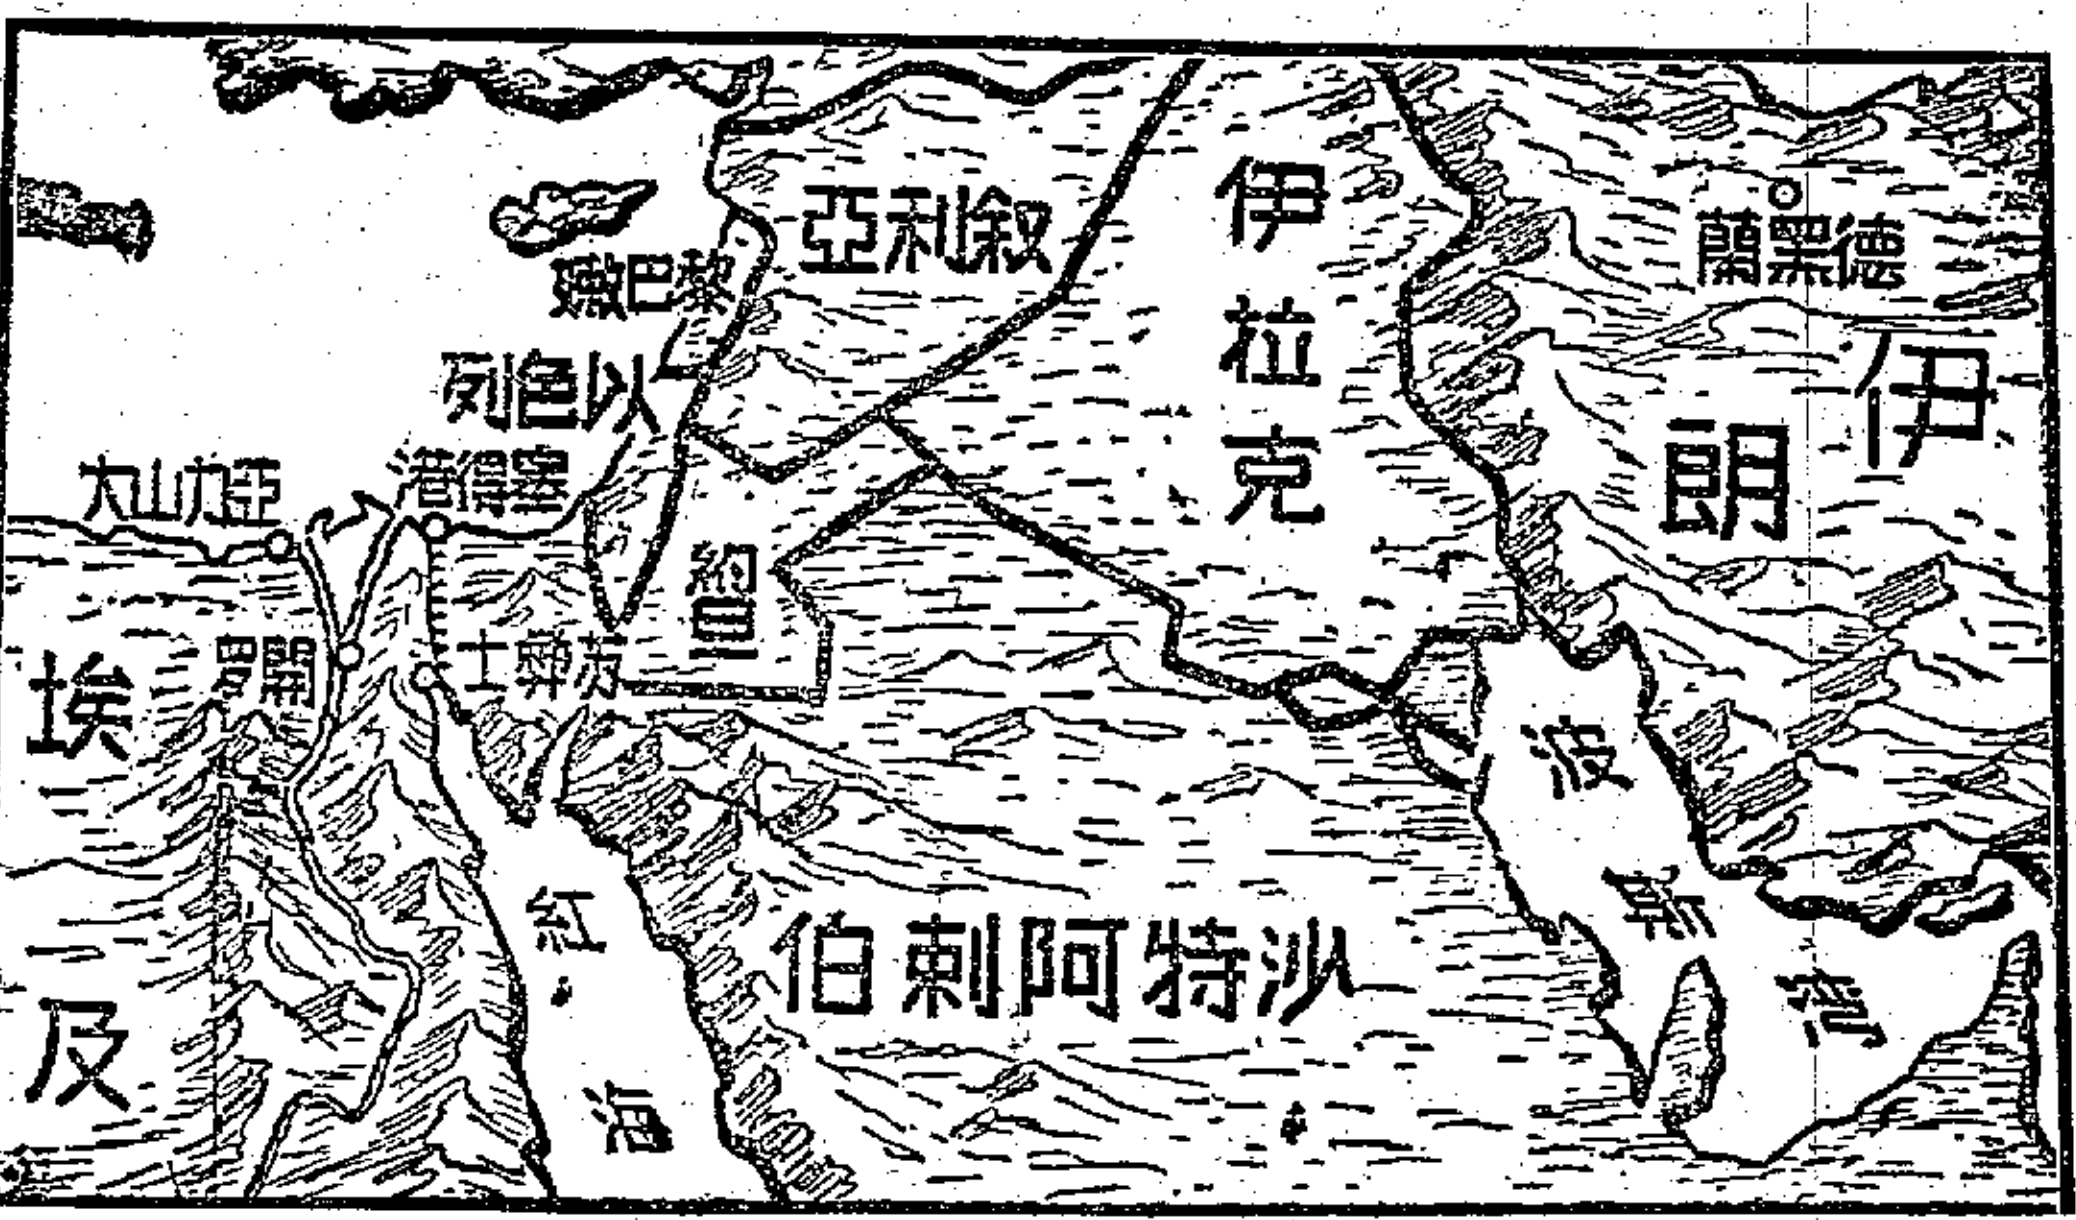 叙利亞
伊拉克
德黑蘭
黎巴嫩
伊朗
以色列
塞得港
亞力山大
約旦
蘇彝士
開羅
埃及
波斯灣
紅海
沙特阿剌伯